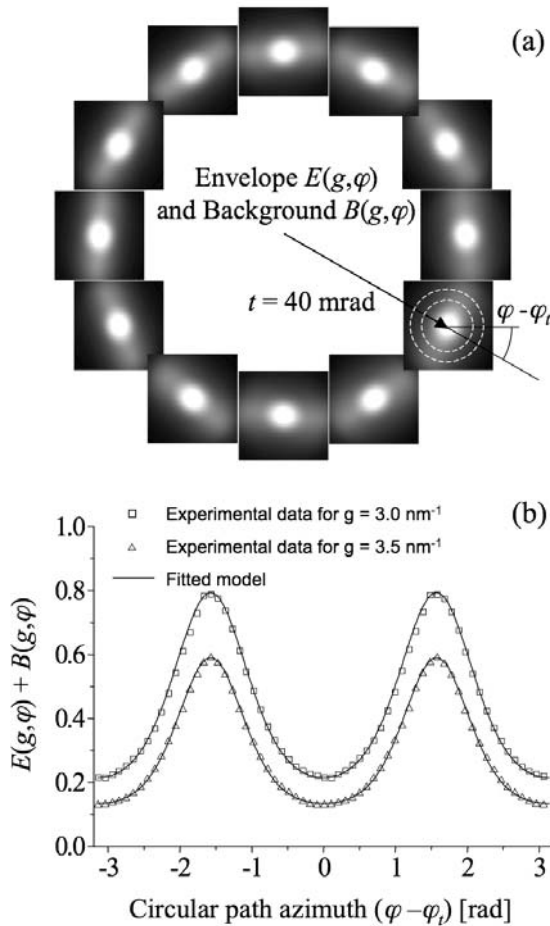 (a)
Envelope E(g,φ)
and Background B(g,φ)
t = 40 mrad
φ -φₜ
(b)
Experimental data for g = 3.0 nm⁻¹
Experimental data for g = 3.5 nm⁻¹
Fitted model
1.0
0.8
0.6
0.4
0.2
0.0
E(g,φ) + B(g,φ)
-3 -2 -1 0 1 2 3
Circular path azimuth (φ –φₜ) [rad]